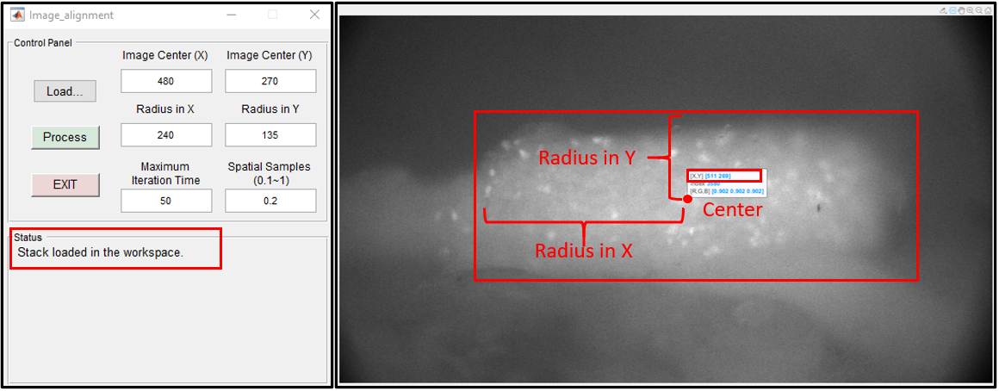 Image_alignment
Control Panel
Image Center (X)
Image Center (Y)
Load...
480
270
Radius in X
Radius in Y
Process
240
135
Maximum
Iteration Time
Spatial Samples
(0.1~1)
EXIT
50
0.2
Status
Stack loaded in the workspace.
Radius in Y
[X,Y] [511 269]
Index 3580
[R,G,B] [0.902 0.902 0.902]
Center
Radius in X